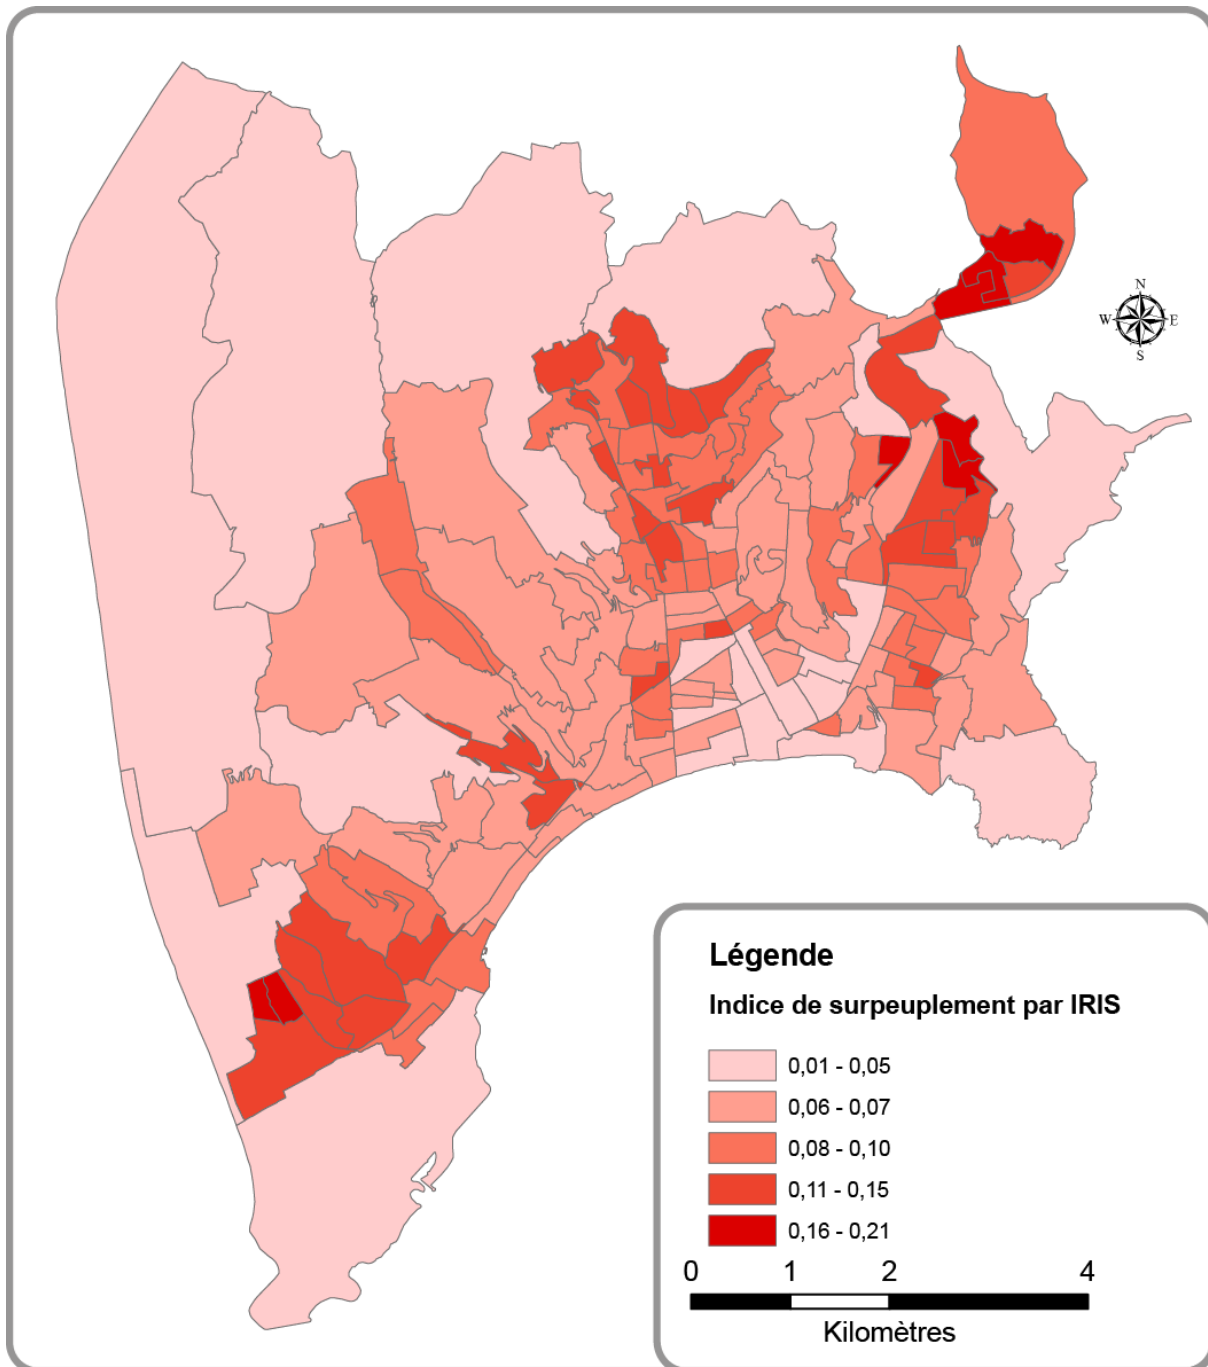 N
W E
S
Légende
Indice de surpeuplement par IRIS
0,01 - 0,05
0,06 - 0,07
0,08 - 0,10
0,11 - 0,15
0,16 - 0,21
0 1 2 4
Kilomètres